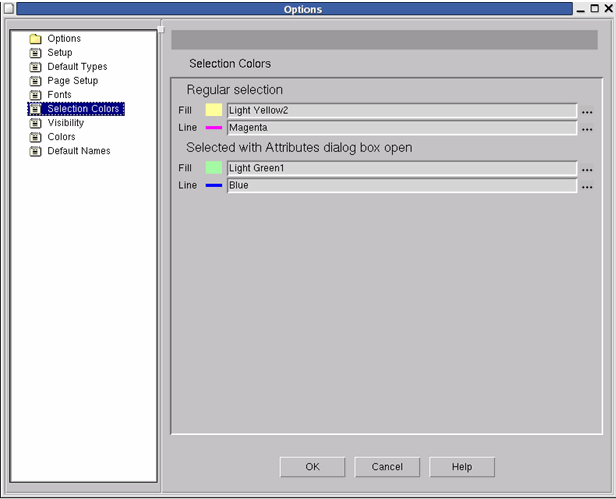 Options
Options
Setup
Default Types
Page Setup
Fonts
Selection Colors
Visibility
Colors
Default Names
Selection Colors
Regular selection
Fill Light Yellow2 ...
Line Magenta ...
Selected with Attributes dialog box open
Fill Light Green1 ...
Line Blue ...
OK Cancel Help